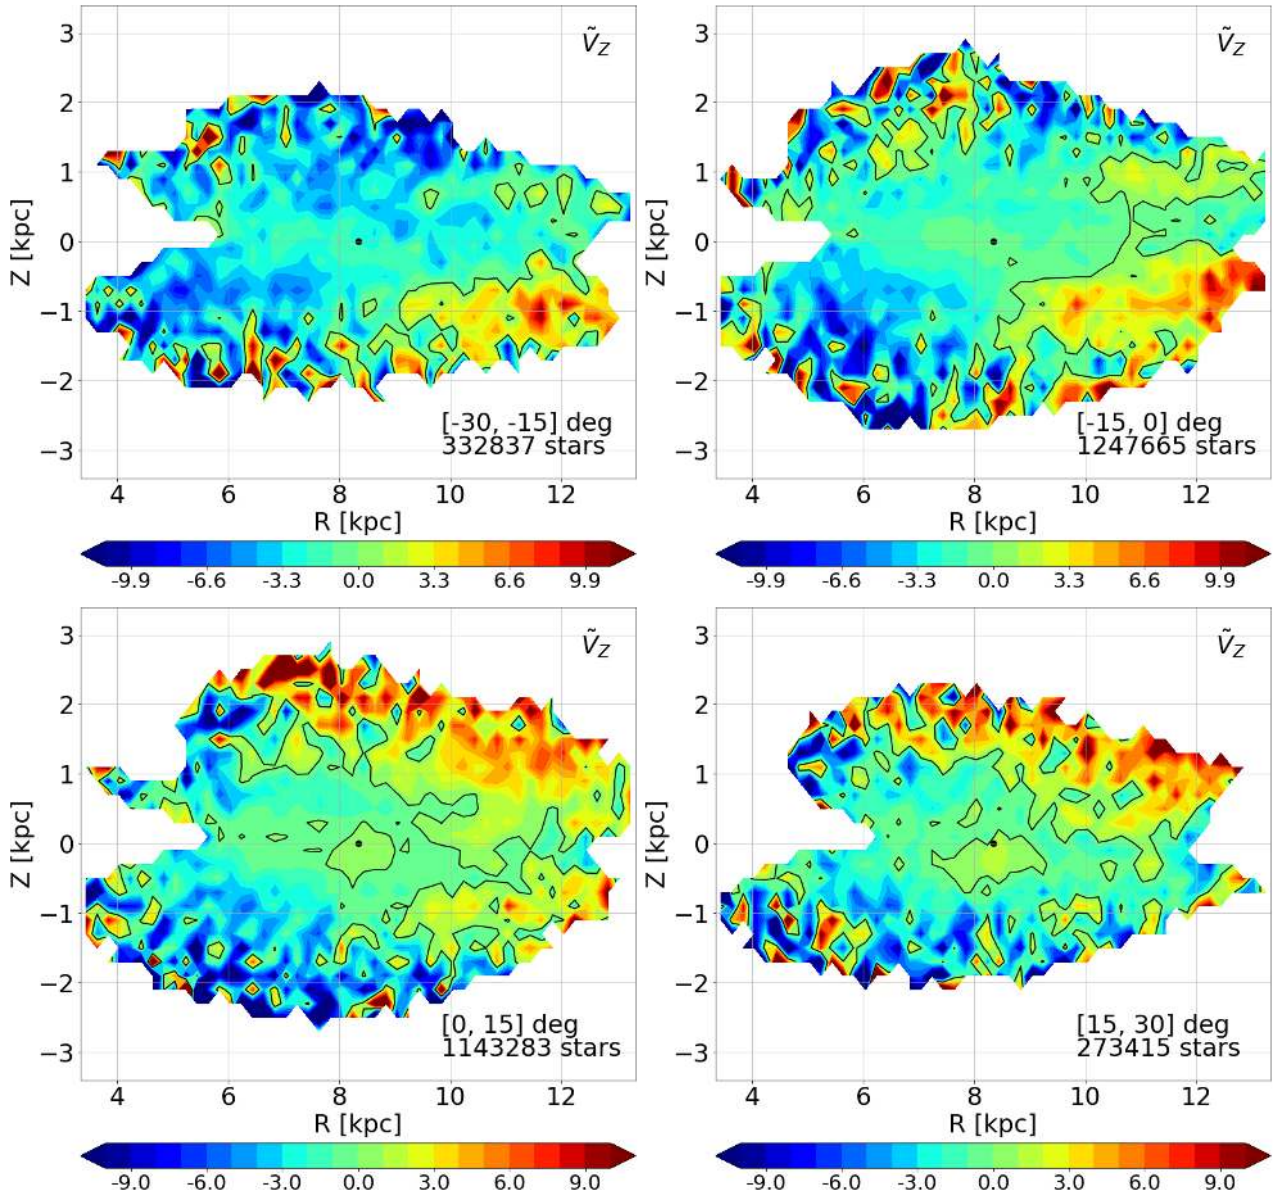 3
2
1
0
−1
−2
−3
Z [kpc]
Ṽ_Z
[-30, -15] deg
332837 stars
4 6 8 10 12
R [kpc]
-9.9 -6.6 -3.3 0.0 3.3 6.6 9.9
3
2
1
0
−1
−2
−3
Z [kpc]
Ṽ_Z
[-15, 0] deg
1247665 stars
4 6 8 10 12
R [kpc]
-9.9 -6.6 -3.3 0.0 3.3 6.6 9.9
3
2
1
0
−1
−2
−3
Z [kpc]
Ṽ_Z
[0, 15] deg
1143283 stars
4 6 8 10 12
R [kpc]
-9.0 -6.0 -3.0 0.0 3.0 6.0 9.0
3
2
1
0
−1
−2
−3
Z [kpc]
Ṽ_Z
[15, 30] deg
273415 stars
4 6 8 10 12
R [kpc]
-9.0 -6.0 -3.0 0.0 3.0 6.0 9.0